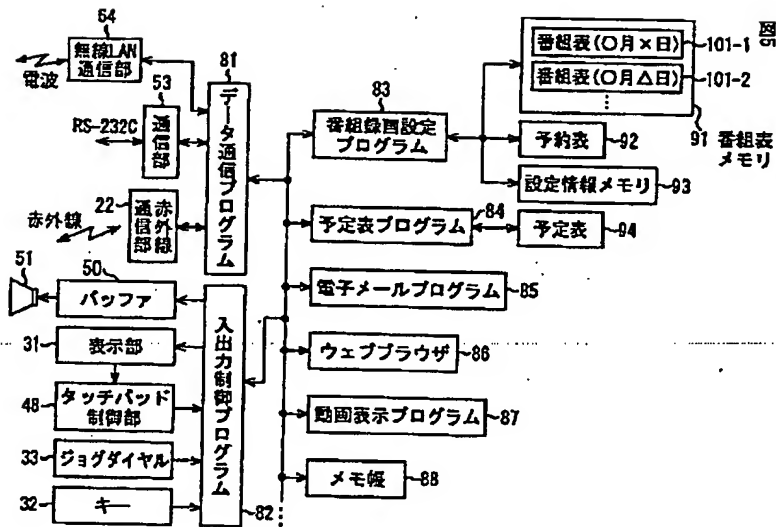 図5
54
無線LAN
通信部
電波
53
RS-232C
通信部
22
赤外線
通信部
赤外線
81
データ通信プログラム
51
50
バッファ
31
表示部
48
タッチパッド
制御部
33
ジョグダイヤル
32
キー
入出力制御プログラム
82
83
番組録画設定
プログラム
番組表(○月×日)
101-1
番組表(○月△日)
101-2
91
番組表
メモリ
予約表
92
設定情報メモリ
93
予定表プログラム
84
予定表
94
電子メールプログラム
85
ウェブブラウザ
86
動画表示プログラム
87
メモ帳
88